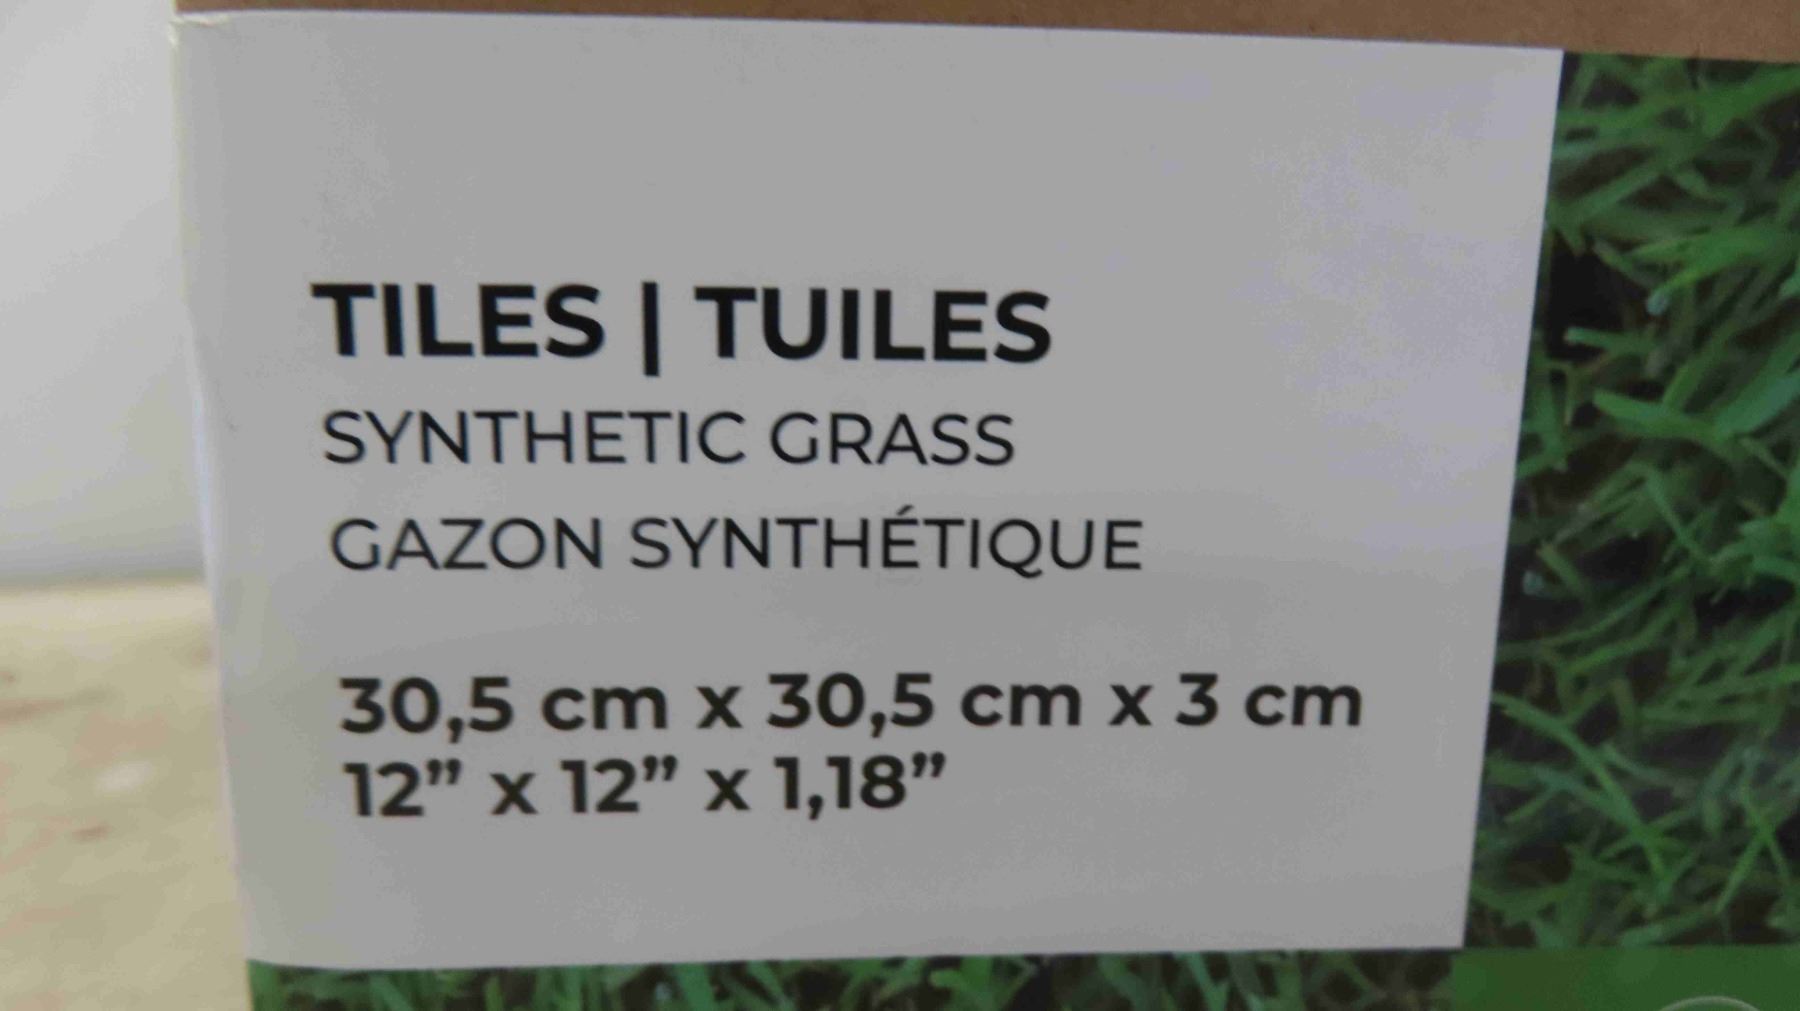 TILES | TUILES
SYNTHETIC GRASS
GAZON SYNTHÉTIQUE
30,5 cm x 30,5 cm x 3 cm
12” x 12” x 1,18”